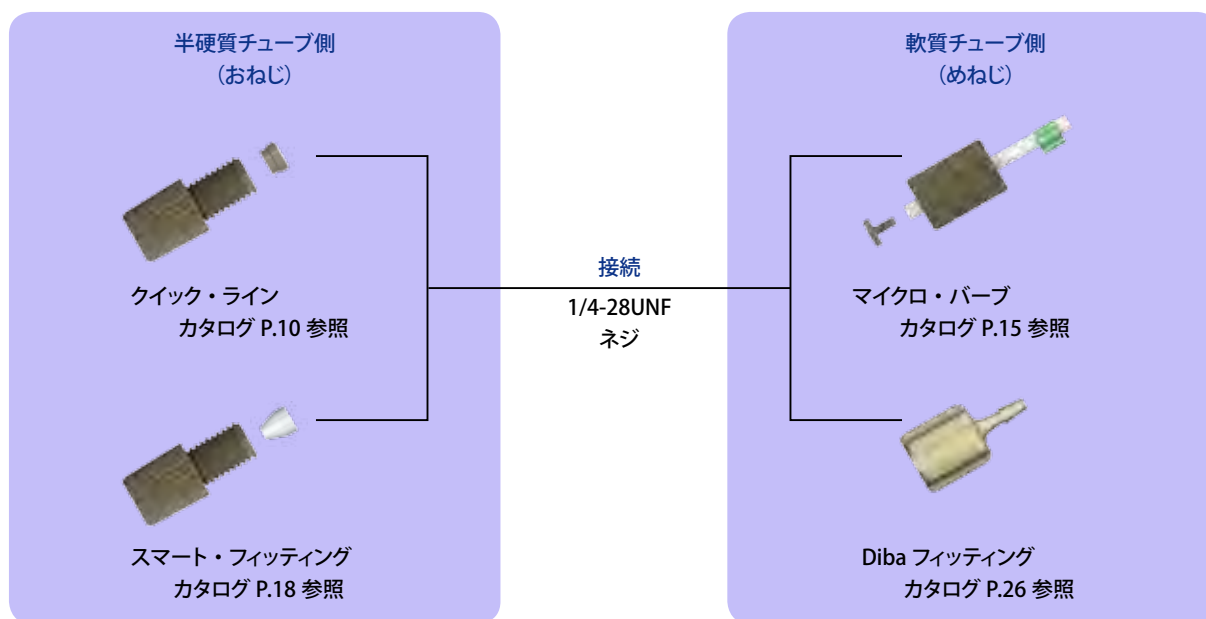 半硬質チューブ側
（おねじ）
クイック・ライン
カタログ P.10 参照
スマート・フィッティング
カタログ P.18 参照
接続
1/4-28UNF
ネジ
軟質チューブ側
（めねじ）
マイクロ・バーブ
カタログ P.15 参照
Diba フィッティング
カタログ P.26 参照